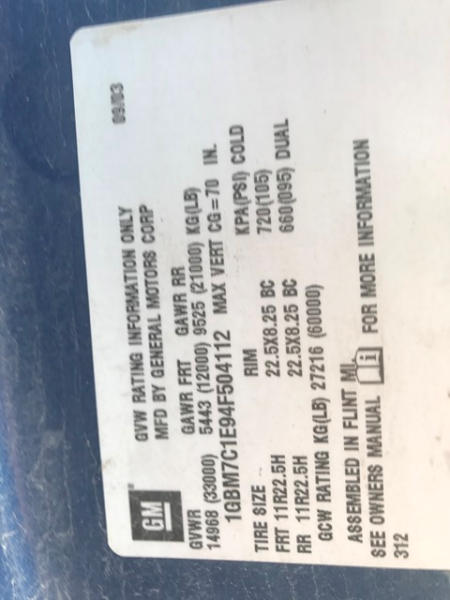 GM
GVW RATING INFORMATION ONLY 09/03
MFD BY GENERAL MOTORS CORP
GVWR GAWR FRT GAWR RR
14968 (33000) 5443 (12000) 9525 (21000) KG(LB)
1GBM7C1E94F504112 MAX VERT CG=70 IN.
TIRE SIZE RIM KPA(PSI) COLD
FRT 11R22.5H 22.5X8.25 BC 720(105)
RR 11R22.5H 22.5X8.25 BC 660(095) DUAL
GCW RATING KG(LB) 27216 (60000)
ASSEMBLED IN FLINT MI.
SEE OWNERS MANUAL i FOR MORE INFORMATION
312